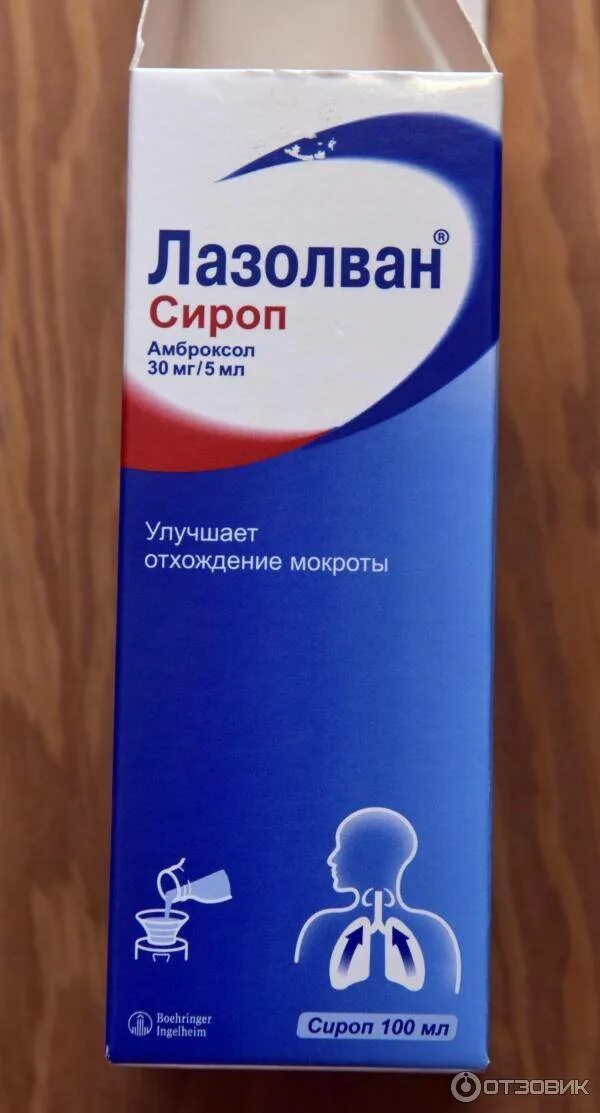 Лазолван®
Сироп
Амброксол
30 мг/5 мл
Улучшает
отхождение мокроты
Boehringer
Ingelheim
Сироп 100 мл
ОТЗОВИК